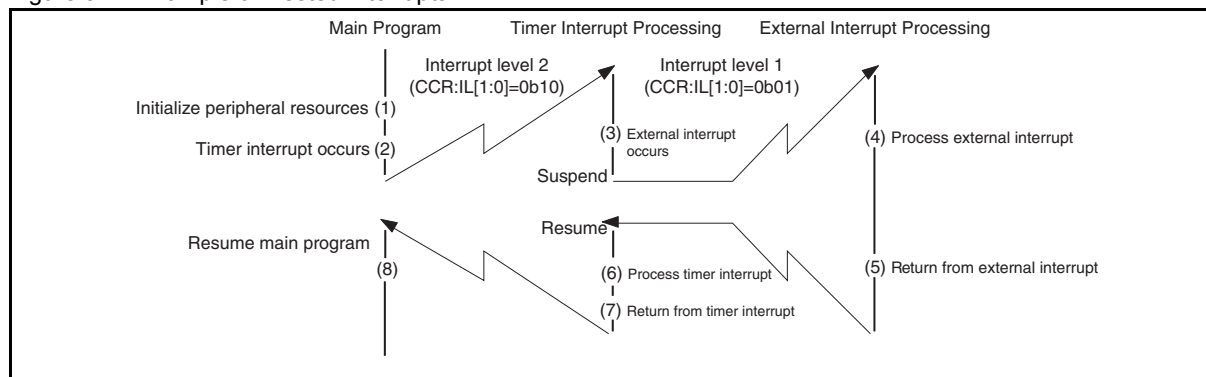 Main Program
Timer Interrupt Processing
External Interrupt Processing
Interrupt level 2
(CCR:IL[1:0]=0b10)
Interrupt level 1
(CCR:IL[1:0]=0b01)
Initialize peripheral resources (1)
Timer interrupt occurs (2)
(3) External interrupt
occurs
(4) Process external interrupt
Suspend
Resume
Resume main program
(8)
(5) Return from external interrupt
(6) Process timer interrupt
(7) Return from timer interrupt